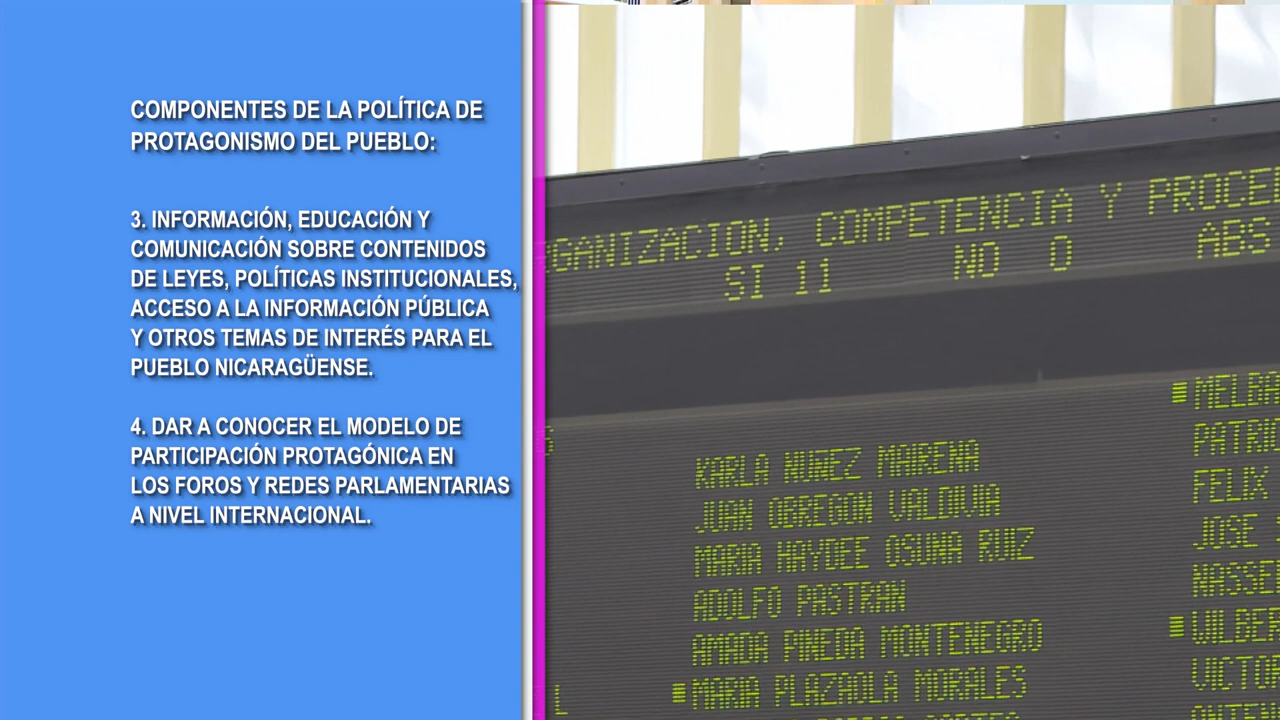 COMPONENTES DE LA POLÍTICA DE
PROTAGONISMO DEL PUEBLO:
3. INFORMACIÓN, EDUCACIÓN Y
COMUNICACIÓN SOBRE CONTENIDOS
DE LEYES, POLÍTICAS INSTITUCIONALES,
ACCESO A LA INFORMACIÓN PÚBLICA
Y OTROS TEMAS DE INTERÉS PARA EL
PUEBLO NICARAGÜENSE.
4. DAR A CONOCER EL MODELO DE
PARTICIPACIÓN PROTAGÓNICA EN
LOS FOROS Y REDES PARLAMENTARIAS
A NIVEL INTERNACIONAL.
RGANIZACION, COMPETENCIA Y PROCE
SI 11 NO 0 ABS
KARLA NUNEZ MAIRENA
JUAN OBREGON VALDIVIA
MARIA HAYDEE OSUNA RUIZ
ADOLFO PASTRAN
AMADA PINEDA MONTENEGRO
MARIA PLAZAOLA MORALES
MELBA
PATRIC
FELIX
JOSE
NASSE
WILBER
VICTOR